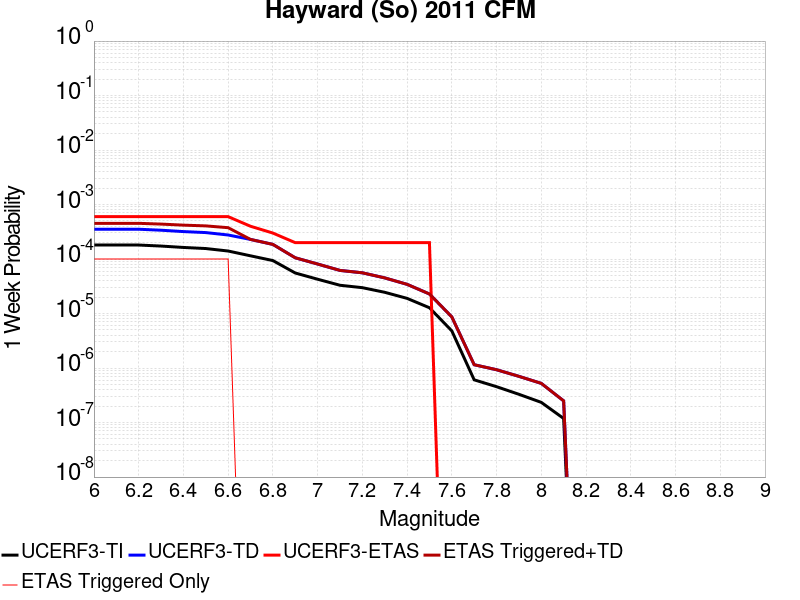 Hayward (So) 2011 CFM
10^0
10^-1
10^-2
10^-3
10^-4
10^-5
10^-6
10^-7
10^-8
1 Week Probability
6 6.2 6.4 6.6 6.8 7 7.2 7.4 7.6 7.8 8 8.2 8.4 8.6 8.8 9
Magnitude
UCERF3-TI UCERF3-TD UCERF3-ETAS ETAS Triggered+TD
ETAS Triggered Only